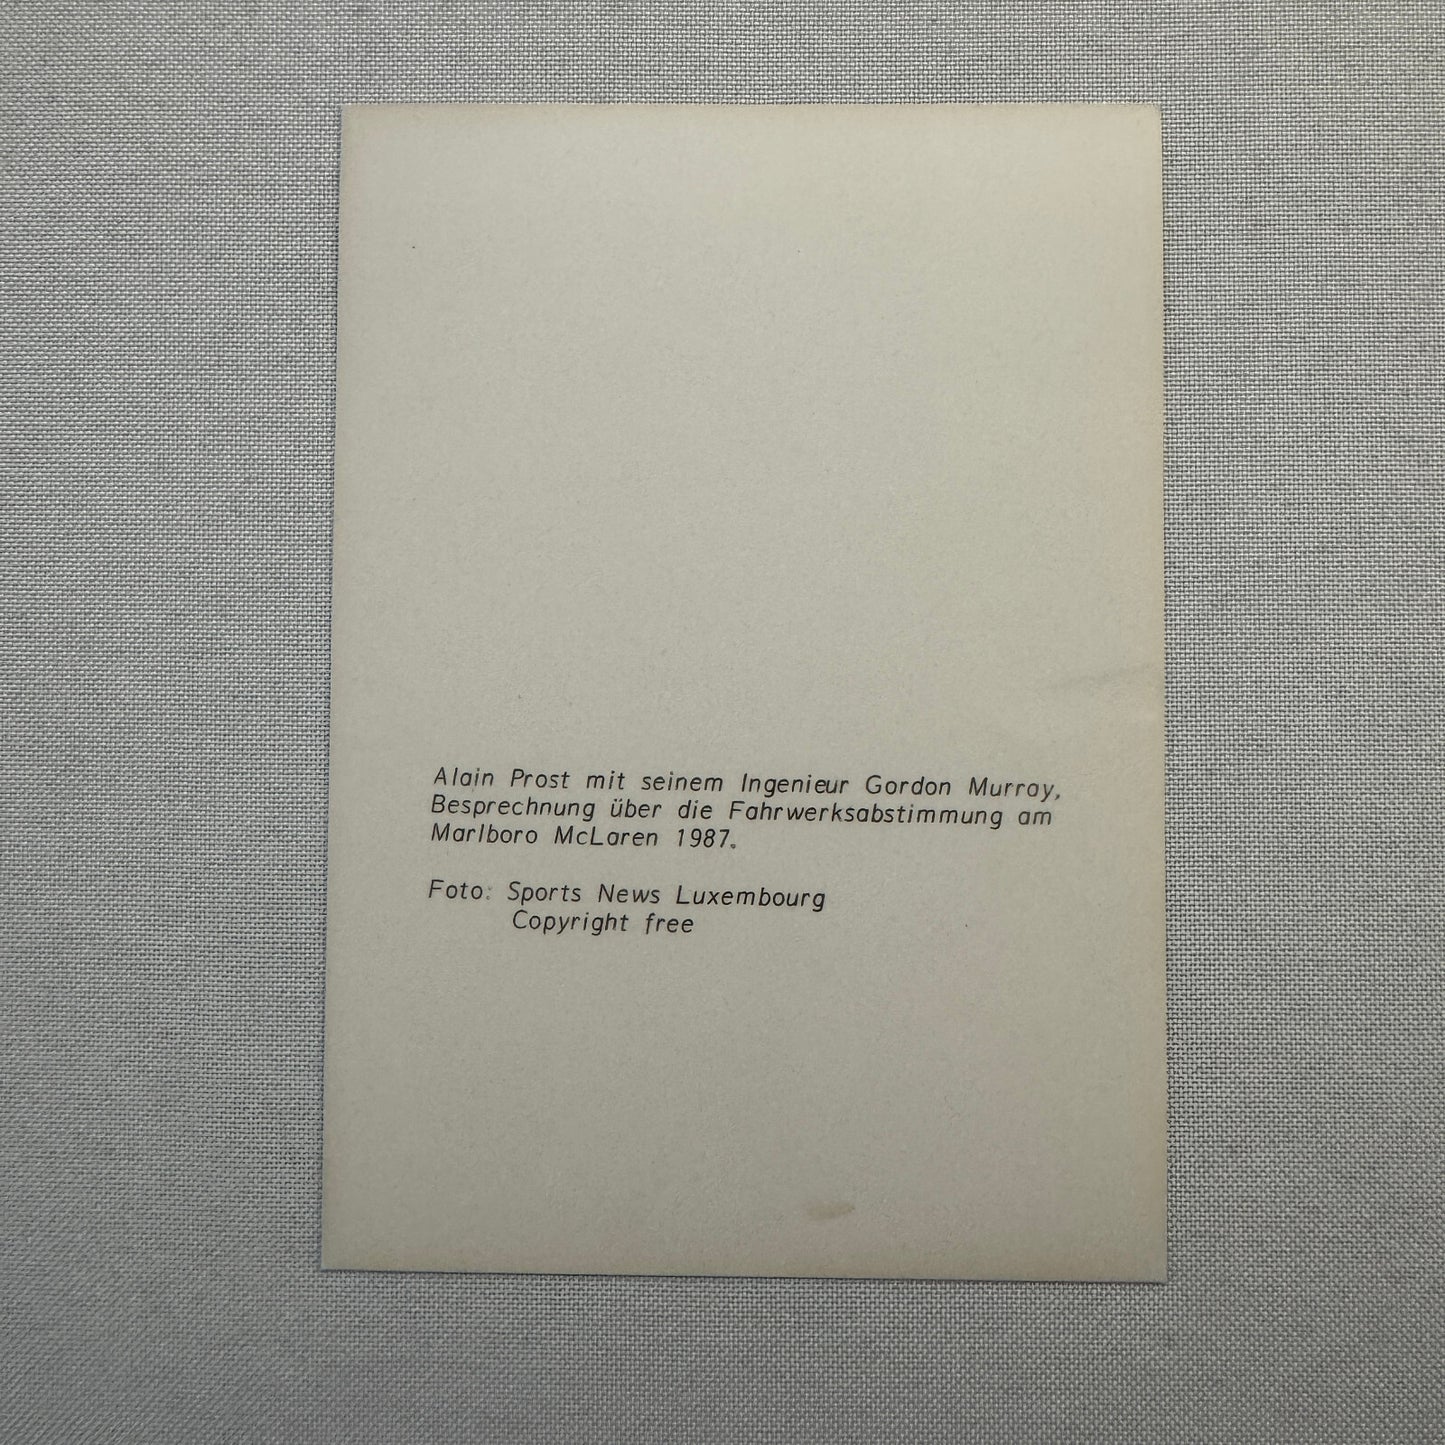 Alain Prost mit seinem Ingenieur Gordon Murray,
Besprechnung über die Fahrwerksabstimmung am
Marlboro McLaren 1987.
Foto: Sports News Luxembourg
Copyright free